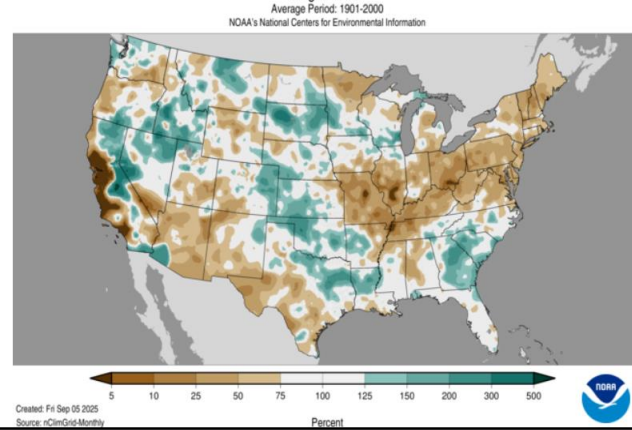 Average Period: 1901-2000
NOAA's National Centers for Environmental Information
5 10 25 50 75 100 125 150 200 300 500
Percent
Created: Fri Sep 05 2025
Source: nClimGrid-Monthly
NOAA